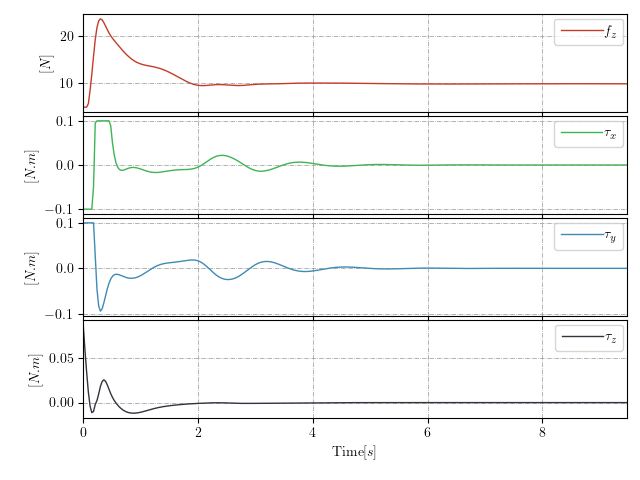 20
10
[N]
f_z
0.1
0.0
−0.1
[N.m]
τ_x
0.1
0.0
−0.1
[N.m]
τ_y
0.05
0.00
[N.m]
τ_z
0 2 4 6 8
Time[s]